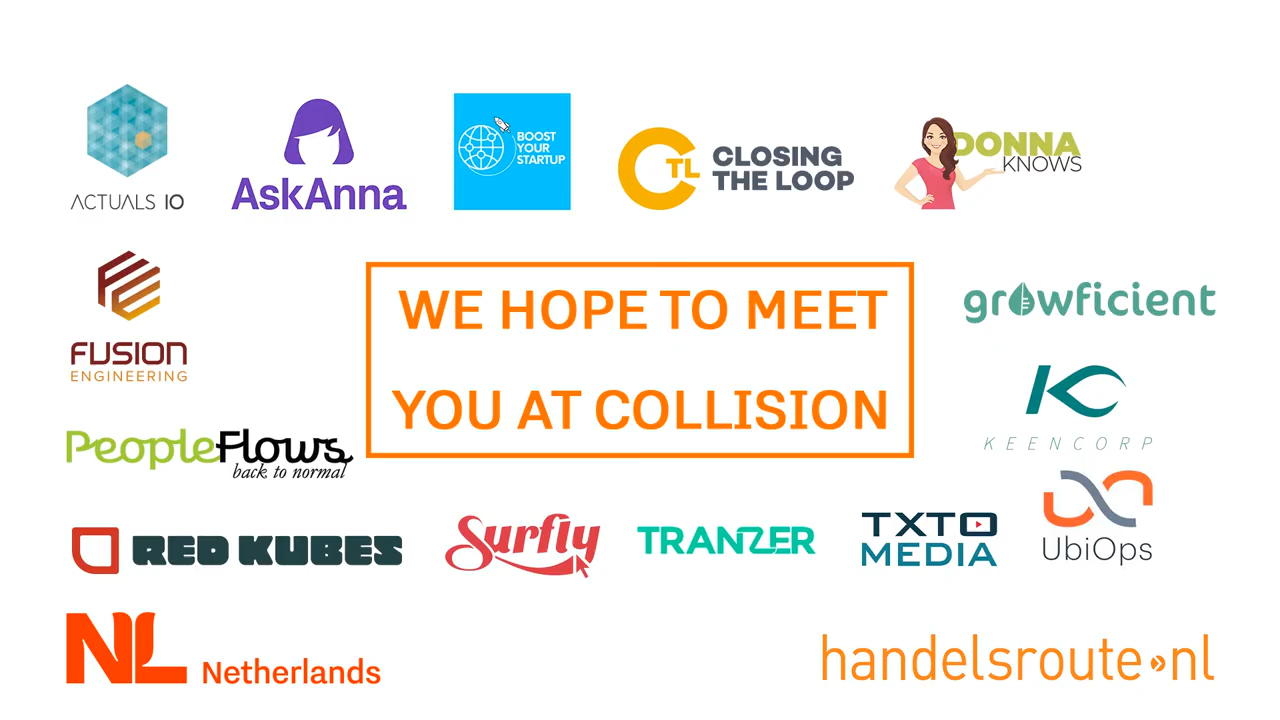 ACTUALS IO
AskAnna
BOOST
YOUR
STARTUP
CTL
CLOSING
THE LOOP
DONNA
KNOWS
FUSION
ENGINEERING
WE HOPE TO MEET
YOU AT COLLISION
growficient
KEENCORP
PeopleFlows
back to normal
RED KUBES
Surfly
TRANZER
TXTO
MEDIA
UbiOps
NL Netherlands
handelsroute.nl